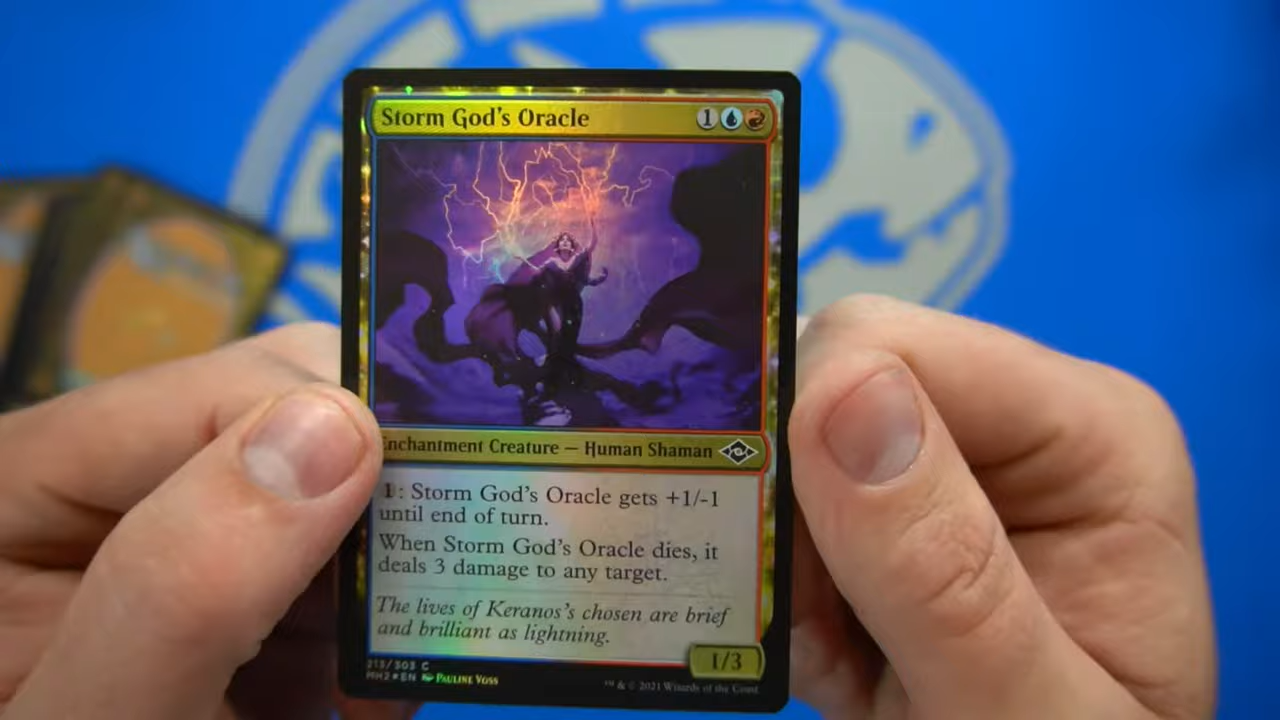 Storm God's Oracle 1
Enchantment Creature — Human Shaman
1: Storm God's Oracle gets +1/-1
until end of turn.
When Storm God's Oracle dies, it
deals 3 damage to any target.
The lives of Keranos's chosen are brief
and brilliant as lightning.
1/3
213/303 C
MH2 ★ EN Pauline Voss
™ & © 2021 Wizards of the Coast